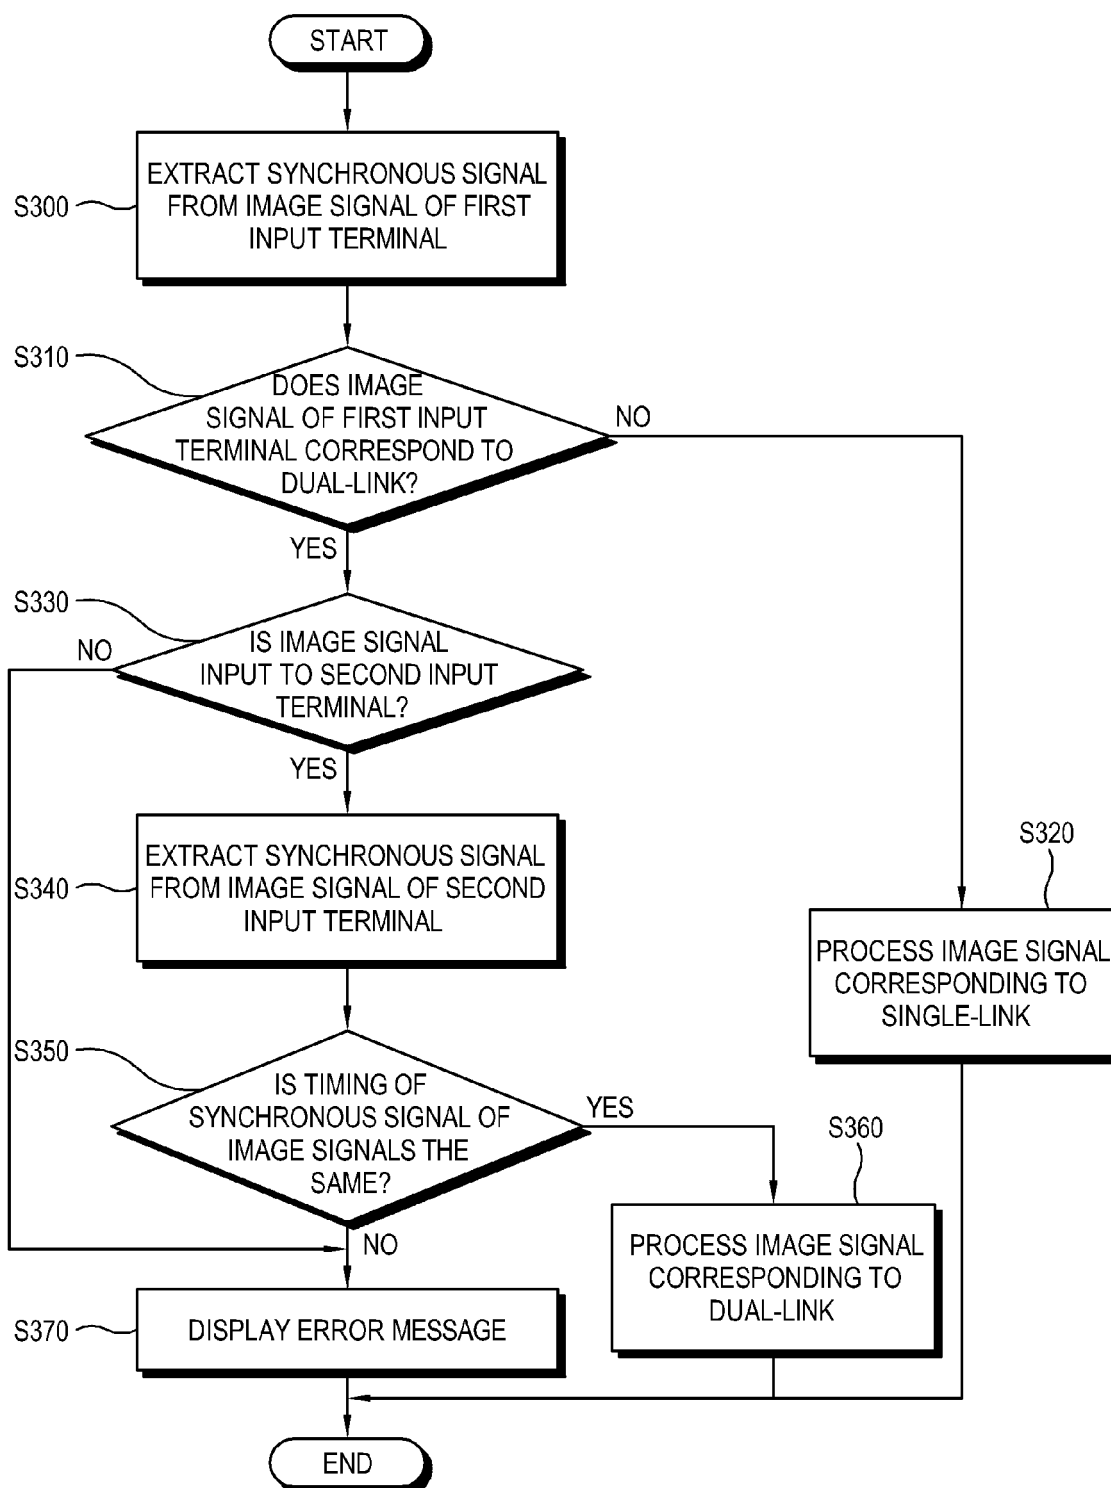 START
EXTRACT SYNCHRONOUS SIGNAL
FROM IMAGE SIGNAL OF FIRST
INPUT TERMINAL
S300
S310
DOES IMAGE
SIGNAL OF FIRST INPUT
TERMINAL CORRESPOND TO
DUAL-LINK?
NO
YES
S330
IS IMAGE SIGNAL
INPUT TO SECOND INPUT
TERMINAL?
NO
YES
EXTRACT SYNCHRONOUS SIGNAL
FROM IMAGE SIGNAL OF SECOND
INPUT TERMINAL
S340
S320
PROCESS IMAGE SIGNAL
CORRESPONDING TO
SINGLE-LINK
S350
IS TIMING OF
SYNCHRONOUS SIGNAL OF
IMAGE SIGNALS THE
SAME?
YES
NO
S360
PROCESS IMAGE SIGNAL
CORRESPONDING TO
DUAL-LINK
S370
DISPLAY ERROR MESSAGE
END